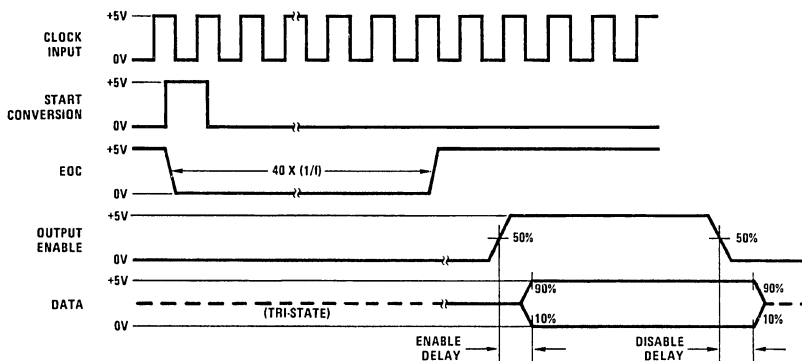 CLOCK
INPUT
+5V
0V
START
CONVERSION
+5V
0V
EOC
+5V
0V
40 X (1/f)
OUTPUT
ENABLE
+5V
0V
50%
50%
DATA
+5V
0V
(TRI-STATE)
90%
10%
90%
10%
ENABLE
DELAY
DISABLE
DELAY